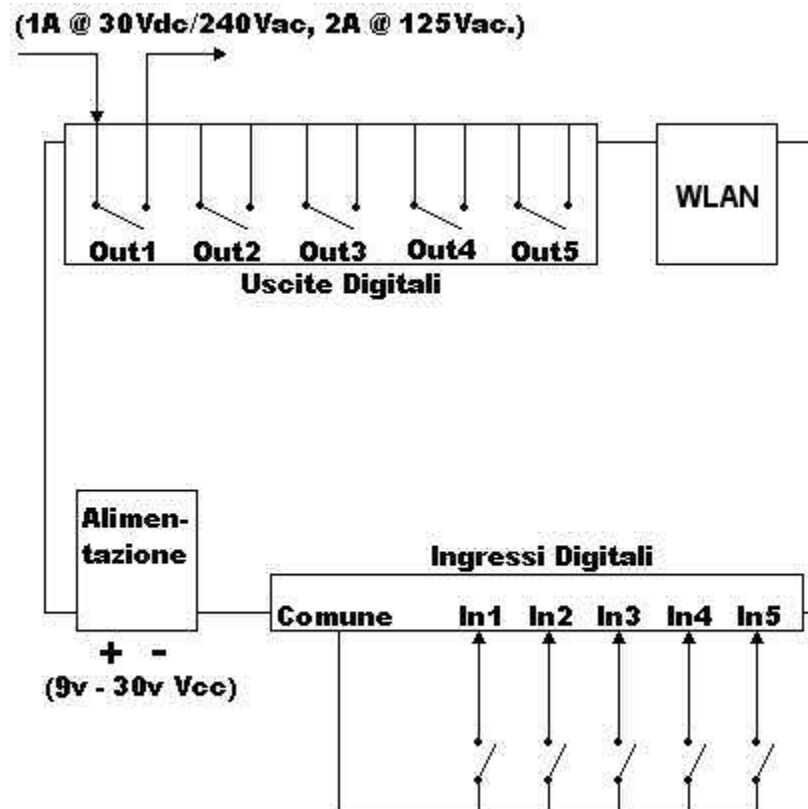 (1A @ 30Vdc/240Vac, 2A @ 125Vac.)
WLAN
Out1 Out2 Out3 Out4 Out5
Uscite Digitali
Alimen-
tazione
Ingressi Digitali
Comune In1 In2 In3 In4 In5
+ -
(9v - 30v Vcc)